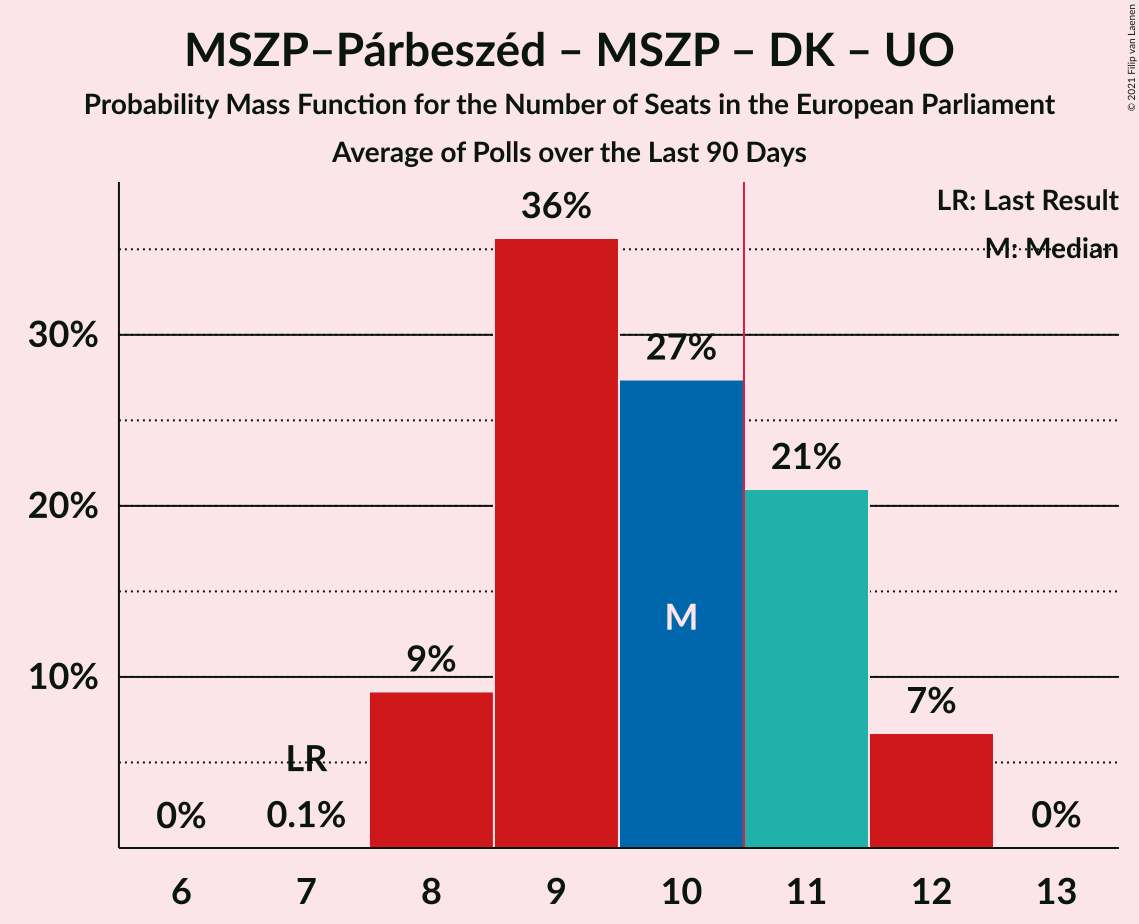 MSZP–Párbeszéd – MSZP – DK – UO
Probability Mass Function for the Number of Seats in the European Parliament
Average of Polls over the Last 90 Days
© 2021 Filip van Laenen
LR: Last Result
M: Median
36%
30%
27%
21%
20%
M
10%
9%
7%
LR
0%
0.1%
0%
6 7 8 9 10 11 12 13